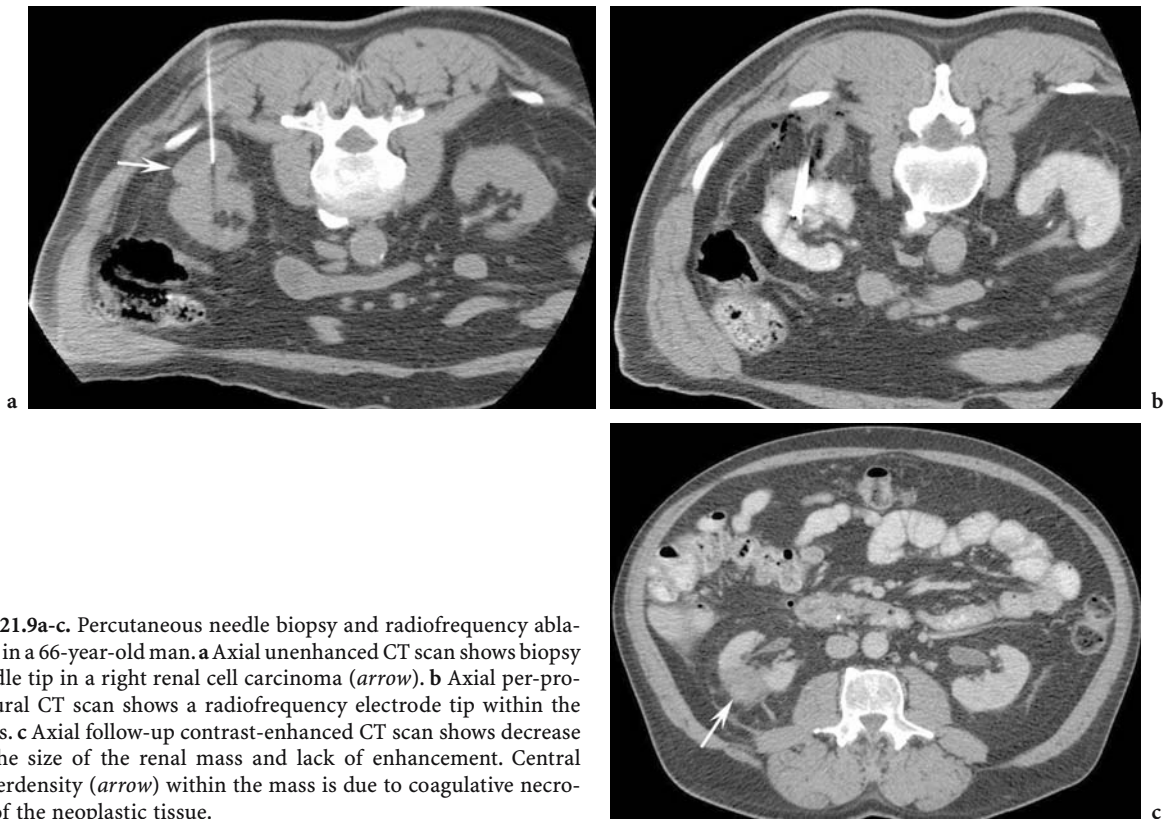 a
b
21.9a-c. Percutaneous needle biopsy and radiofrequency abla-
in a 66-year-old man. a Axial unenhanced CT scan shows biopsy
dle tip in a right renal cell carcinoma (arrow). b Axial per-pro-
ural CT scan shows a radiofrequency electrode tip within the
s. c Axial follow-up contrast-enhanced CT scan shows decrease
he size of the renal mass and lack of enhancement. Central
erdensity (arrow) within the mass is due to coagulative necro-
of the neoplastic tissue.
c